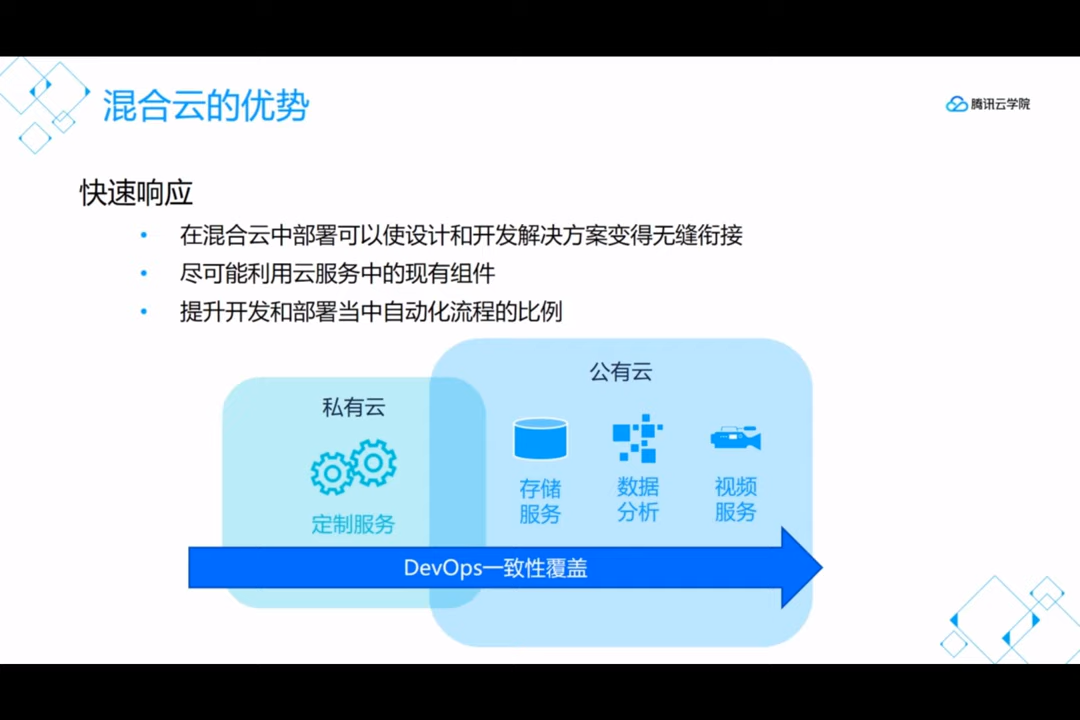 混合云的优势
腾讯云学院
快速响应
• 在混合云中部署可以使设计和开发解决方案变得无缝衔接
• 尽可能利用云服务中的现有组件
• 提升开发和部署当中自动化流程的比例
公有云
私有云
存储
服务
数据
分析
视频
服务
定制服务
DevOps一致性覆盖